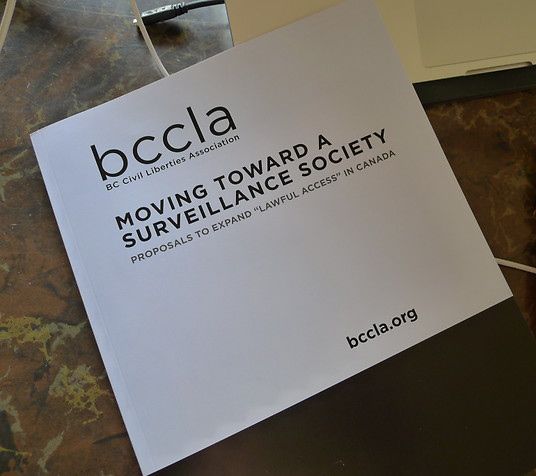 bccla
BC Civil Liberties Association
MOVING TOWARD A
SURVEILLANCE SOCIETY
PROPOSALS TO EXPAND "LAWFUL ACCESS" IN CANADA
bccla.org